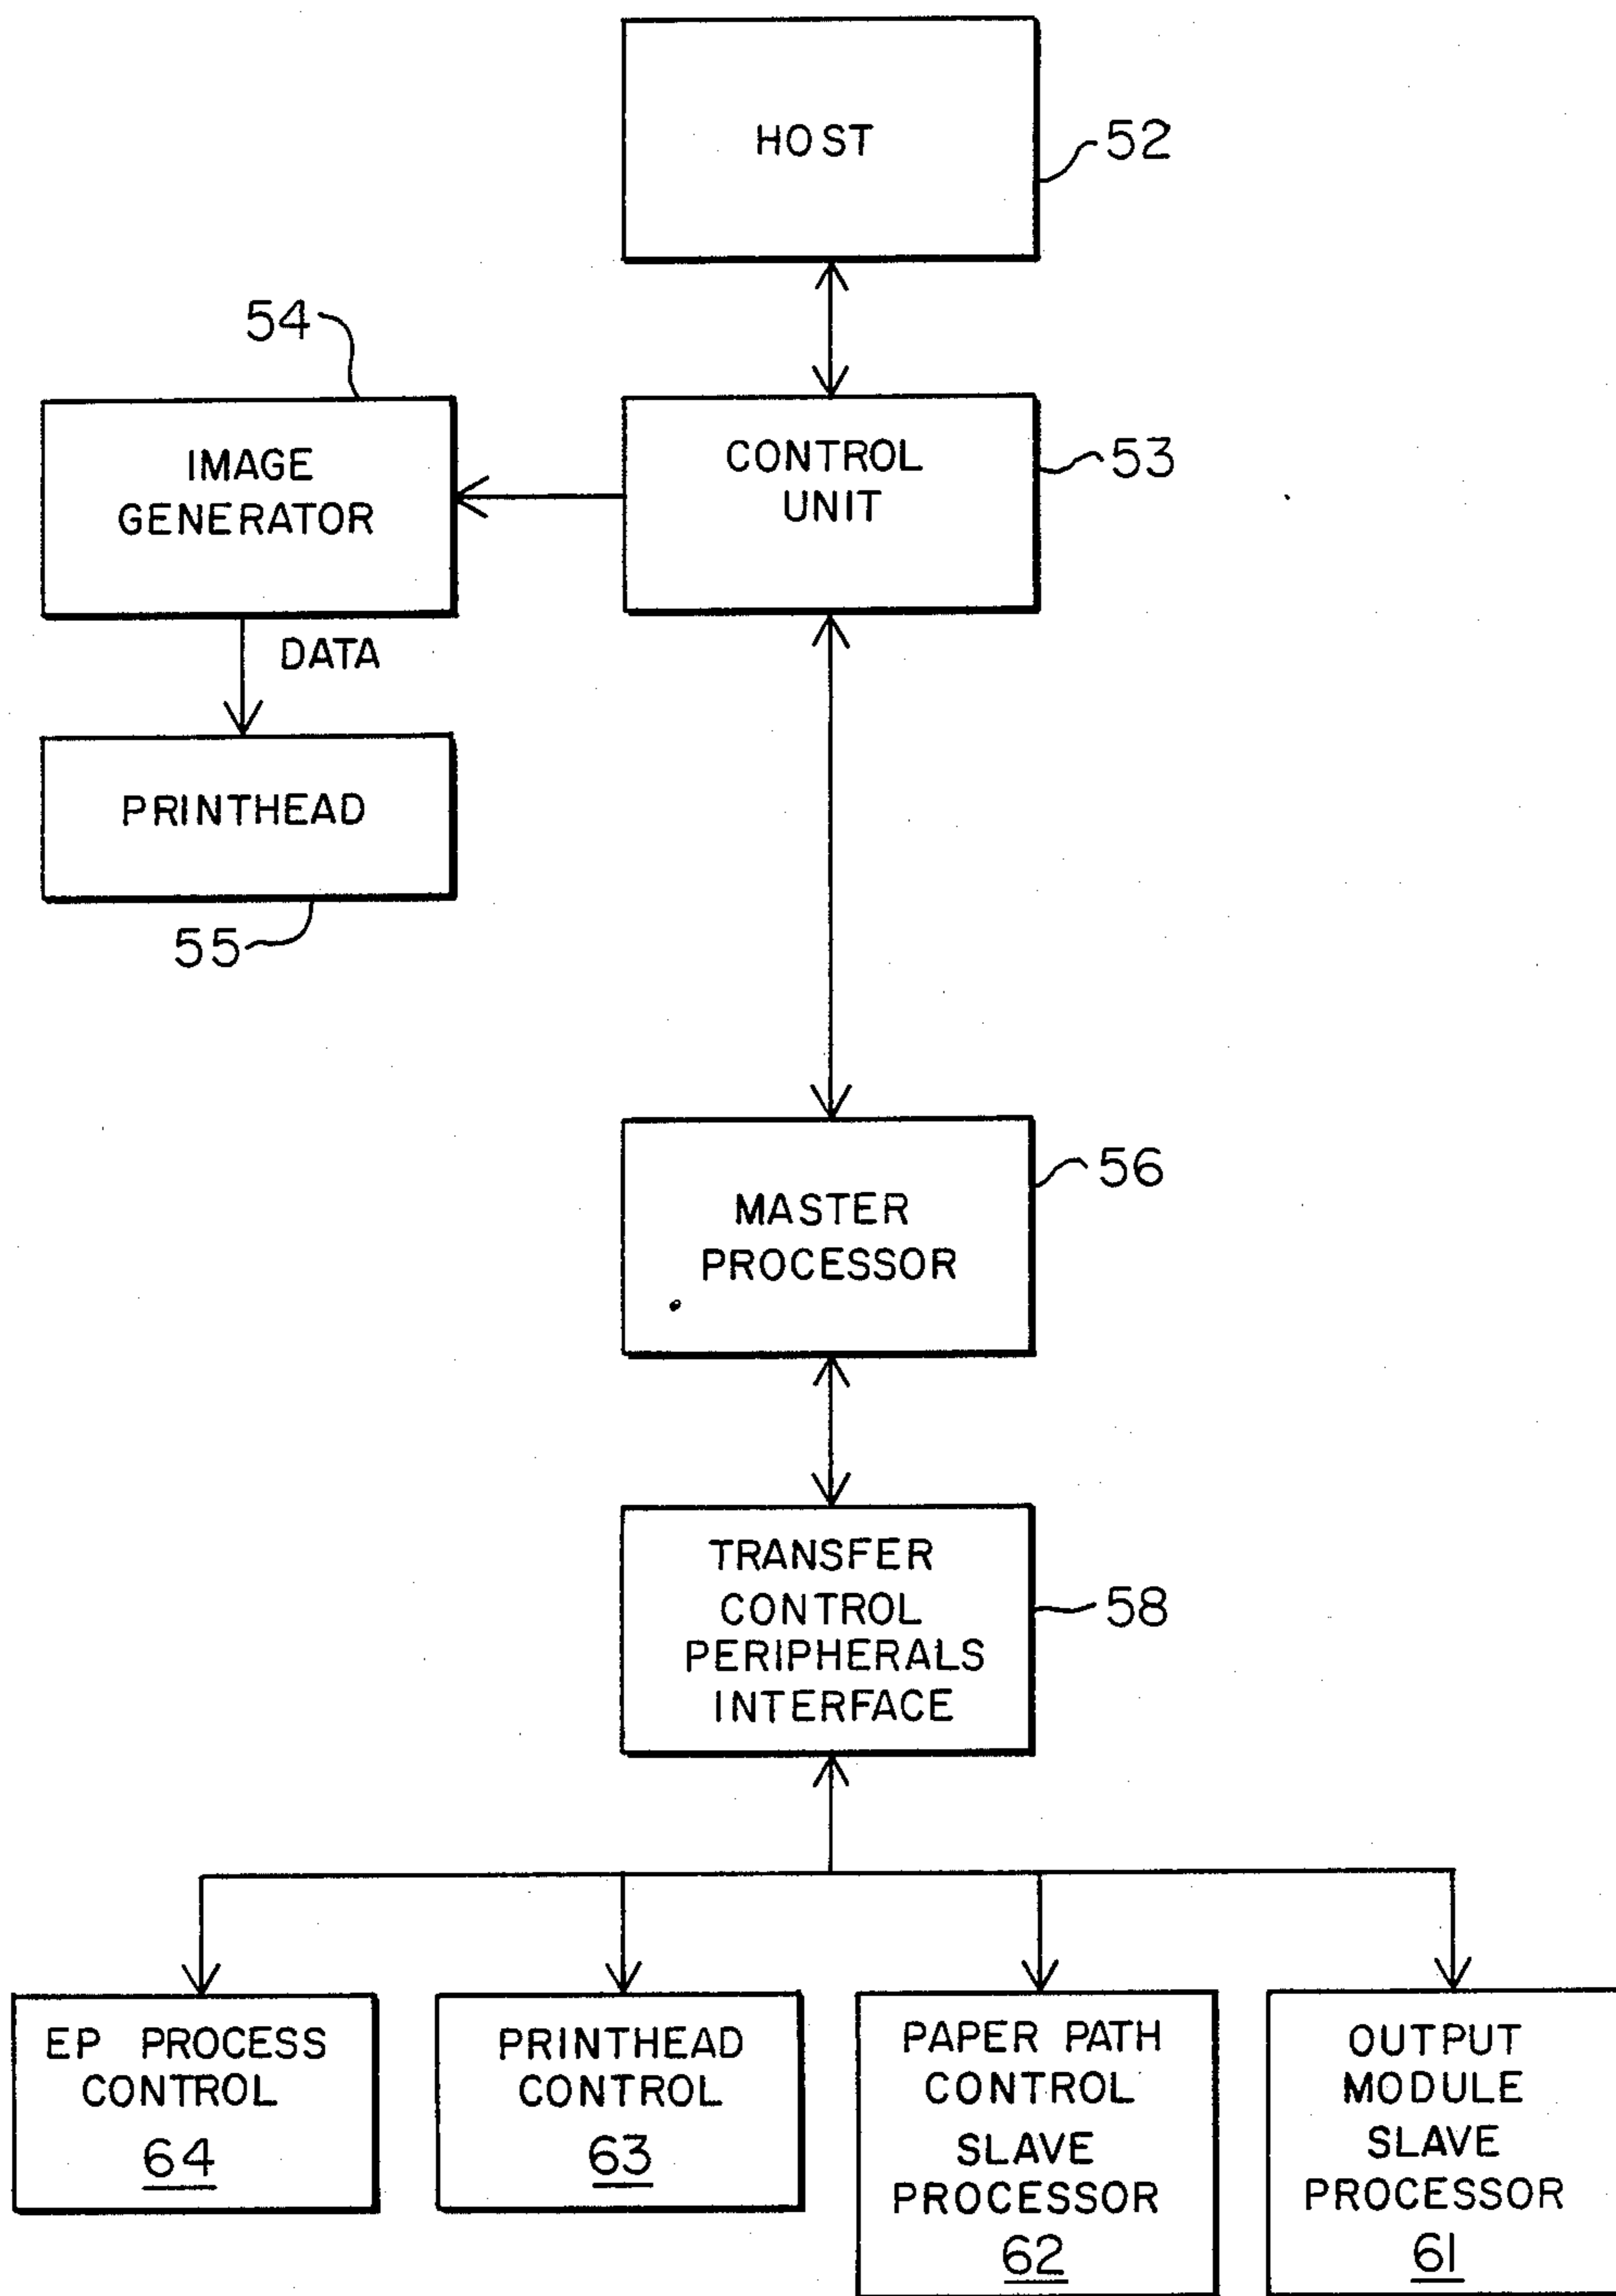 HOST
52
54
IMAGE
GENERATOR
CONTROL
UNIT
53
DATA
PRINTHEAD
55
MASTER
PROCESSOR
56
TRANSFER
CONTROL
PERIPHERALS
INTERFACE
58
EP PROCESS
CONTROL
64
PRINTHEAD
CONTROL
63
PAPER PATH
CONTROL
SLAVE
PROCESSOR
62
OUTPUT
MODULE
SLAVE
PROCESSOR
61